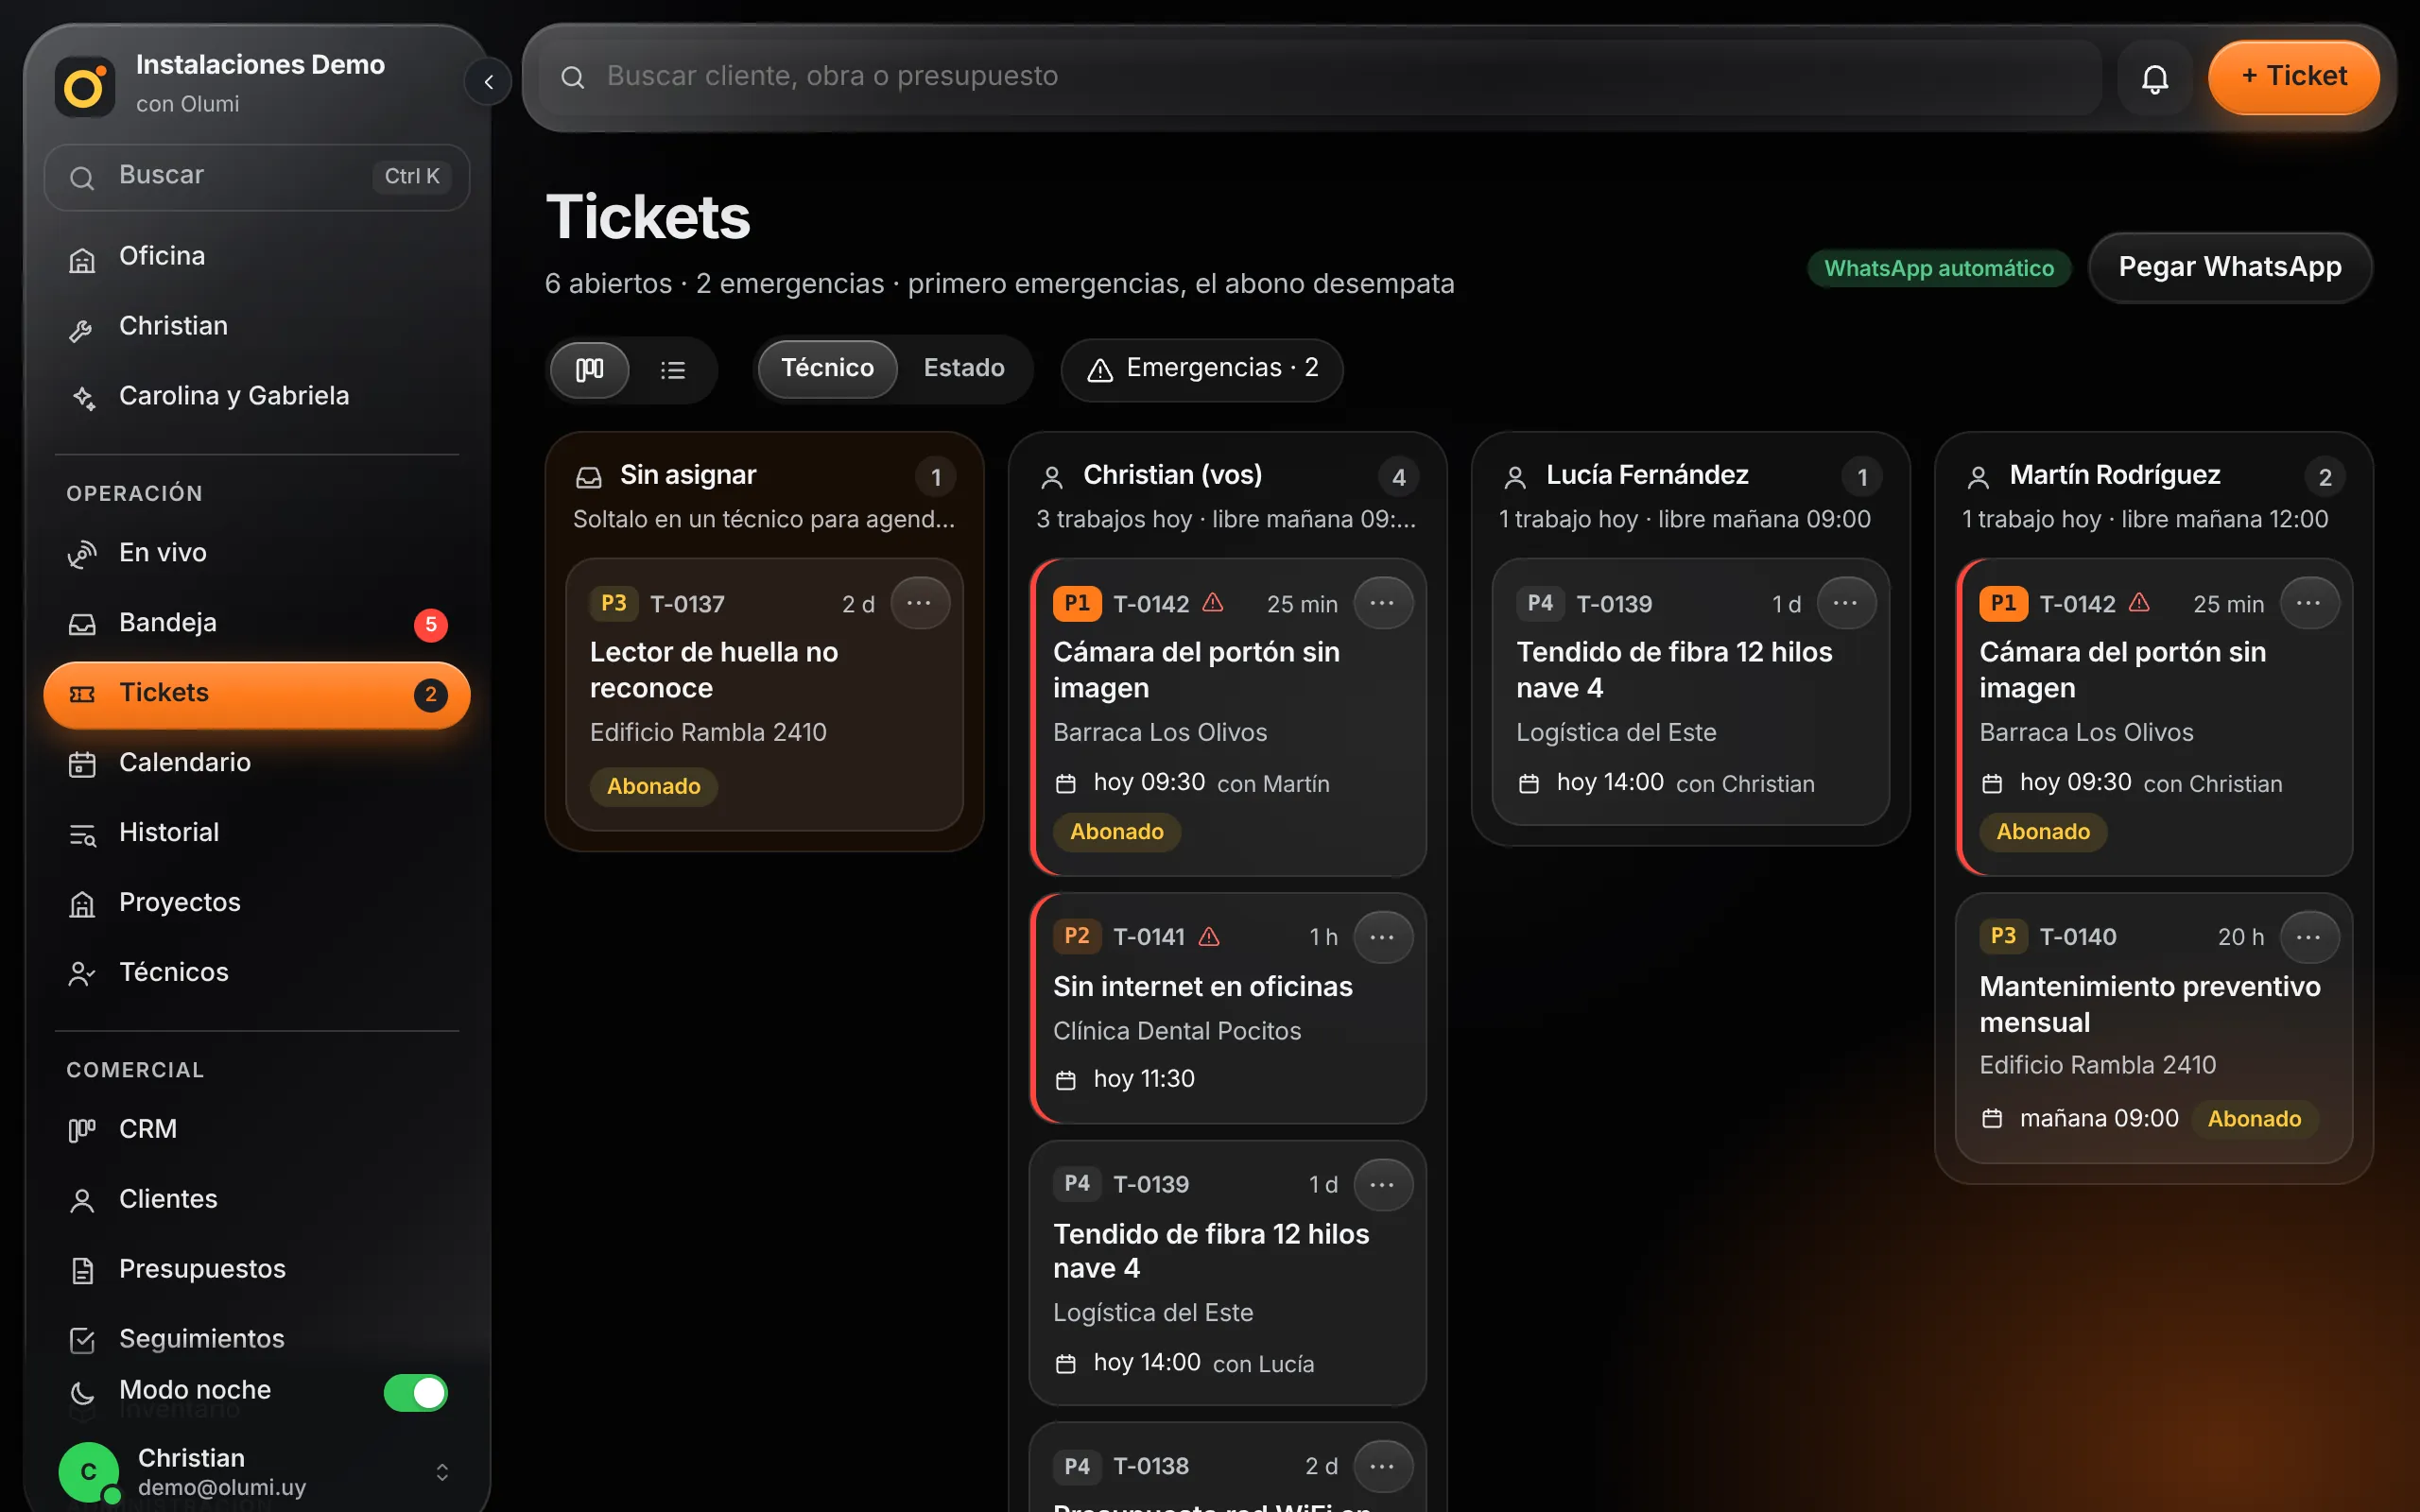 Instalaciones Demo
con Olumi
Buscar
Ctrl K
Oficina
Christian
Carolina y Gabriela
OPERACIÓN
En vivo
Bandeja
5
Tickets
2
Calendario
Historial
Proyectos
Técnicos
COMERCIAL
CRM
Clientes
Presupuestos
Seguimientos
Modo noche
Inventario
C
Christian
demo@olumi.uy
Buscar cliente, obra o presupuesto
+ Ticket
Tickets
6 abiertos · 2 emergencias · primero emergencias, el abono desempata
WhatsApp automático
Pegar WhatsApp
Técnico
Estado
Emergencias · 2
Sin asignar
1
Soltalo en un técnico para agend...
P3 T-0137 2 d
Lector de huella no
reconoce
Edificio Rambla 2410
Abonado
Christian (vos)
4
3 trabajos hoy · libre mañana 09:...
P1 T-0142 25 min
Cámara del portón sin
imagen
Barraca Los Olivos
hoy 09:30 con Martín
Abonado
P2 T-0141 1 h
Sin internet en oficinas
Clínica Dental Pocitos
hoy 11:30
P4 T-0139 1 d
Tendido de fibra 12 hilos
nave 4
Logística del Este
hoy 14:00 con Lucía
P4 T-0138 2 d
Lucía Fernández
1
1 trabajo hoy · libre mañana 09:00
P4 T-0139 1 d
Tendido de fibra 12 hilos
nave 4
Logística del Este
hoy 14:00 con Christian
Martín Rodríguez
2
1 trabajo hoy · libre mañana 12:00
P1 T-0142 25 min
Cámara del portón sin
imagen
Barraca Los Olivos
hoy 09:30 con Christian
Abonado
P3 T-0140 20 h
Mantenimiento preventivo
mensual
Edificio Rambla 2410
mañana 09:00 Abonado